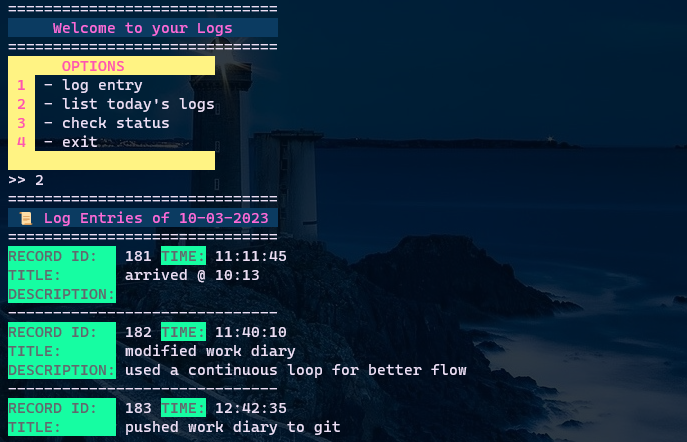 ==============================
Welcome to your Logs
==============================
OPTIONS
1 - log entry
2 - list today's logs
3 - check status
4 - exit
>> 2
==============================
📜 Log Entries of 10-03-2023
==============================
RECORD ID: 181 TIME: 11:11:45
TITLE: arrived @ 10:13
DESCRIPTION:
------------------------------
RECORD ID: 182 TIME: 11:40:10
TITLE: modified work diary
DESCRIPTION: used a continuous loop for better flow
------------------------------
RECORD ID: 183 TIME: 12:42:35
TITLE: pushed work diary to git